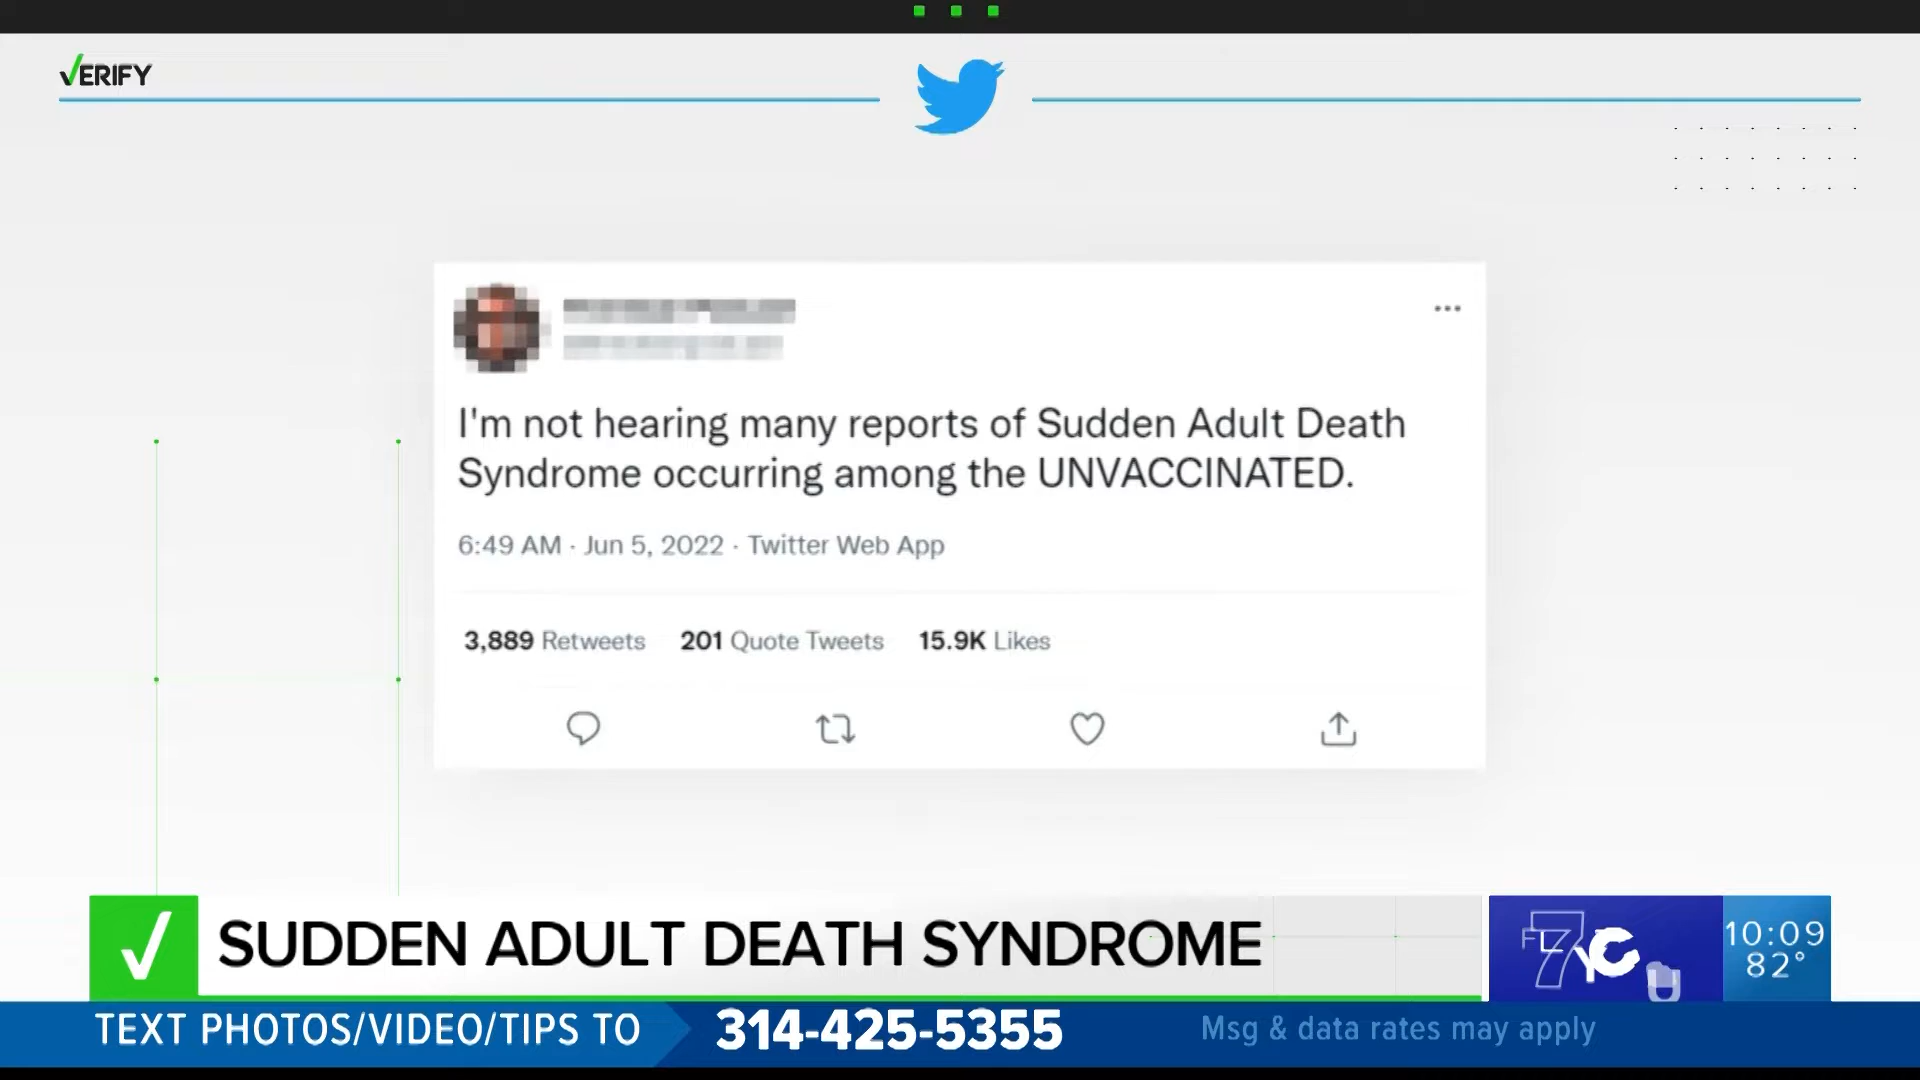 VERIFY
I'm not hearing many reports of Sudden Adult Death
Syndrome occurring among the UNVACCINATED.
6:49 AM · Jun 5, 2022 · Twitter Web App
3,889 Retweets 201 Quote Tweets 15.9K Likes
SUDDEN ADULT DEATH SYNDROME
10:09
82°
TEXT PHOTOS/VIDEO/TIPS TO 314-425-5355 Msg & data rates may apply